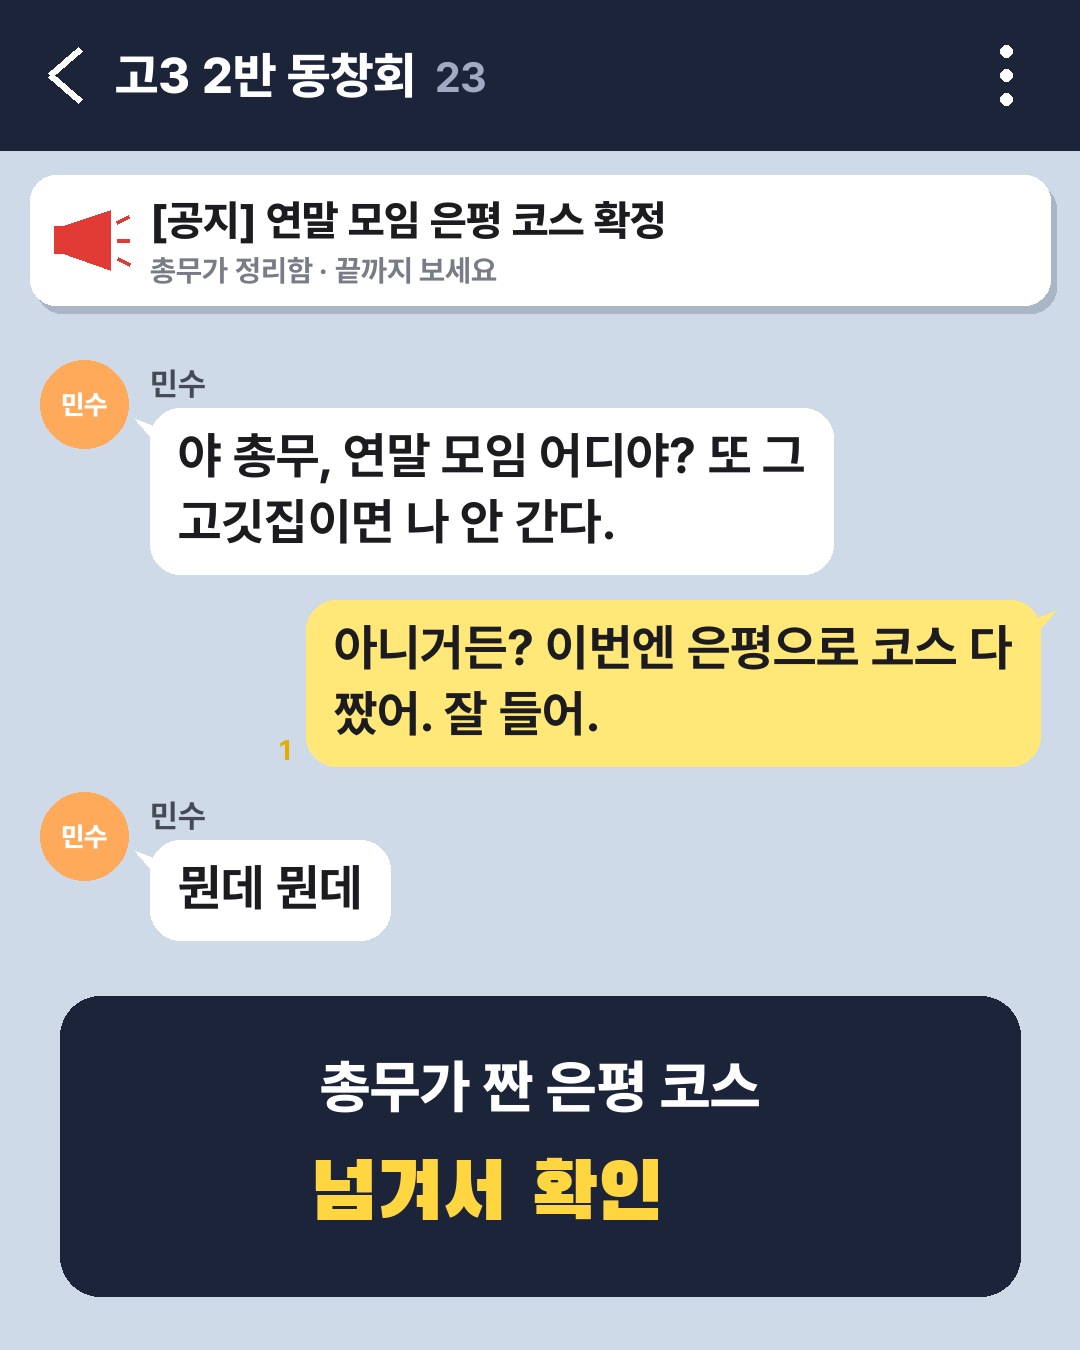 고3 2반 동창회 23
[공지] 연말 모임 은평 코스 확정
총무가 정리함 · 끝까지 보세요
민수
민수
야 총무, 연말 모임 어디야? 또 그
고깃집이면 나 안 간다.
아니거든? 이번엔 은평으로 코스 다
짰어. 잘 들어.
1
민수
민수
뭔데 뭔데
총무가 짠 은평 코스
넘겨서 확인